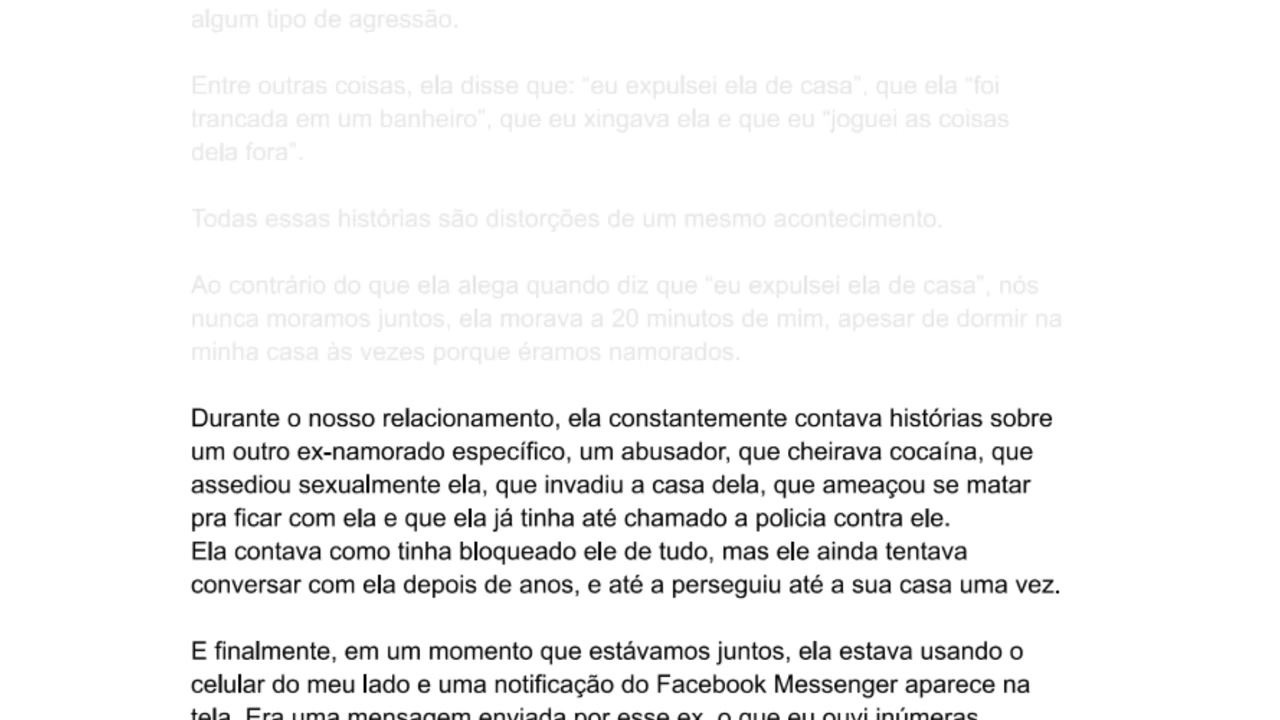 algum tipo de agressão.
Entre outras coisas, ela disse que: “eu expulsei ela de casa”, que ela “foi
trancada em um banheiro”, que eu xingava ela e que eu “joguei as coisas
dela fora”.
Todas essas histórias são distorções de um mesmo acontecimento.
Ao contrário do que ela alega quando diz que “eu expulsei ela de casa”, nós
nunca moramos juntos, ela morava a 20 minutos de mim, apesar de dormir na
minha casa às vezes porque éramos namorados.
Durante o nosso relacionamento, ela constantemente contava histórias sobre
um outro ex-namorado específico, um abusador, que cheirava cocaína, que
assediou sexualmente ela, que invadiu a casa dela, que ameaçou se matar
pra ficar com ela e que ela já tinha até chamado a policia contra ele.
Ela contava como tinha bloqueado ele de tudo, mas ele ainda tentava
conversar com ela depois de anos, e até a perseguiu até a sua casa uma vez.
E finalmente, em um momento que estávamos juntos, ela estava usando o
celular do meu lado e uma notificação do Facebook Messenger aparece na
tela. Era uma mensagem enviada por esse ex, o que eu ouvi inúmeras